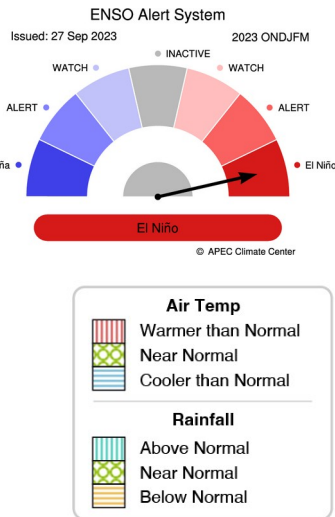 ENSO Alert System
Issued: 27 Sep 2023 2023 ONDJFM
INACTIVE
WATCH WATCH
ALERT ALERT
ña El Niño
El Niño
© APEC Climate Center
Air Temp
Warmer than Normal
Near Normal
Cooler than Normal
Rainfall
Above Normal
Near Normal
Below Normal